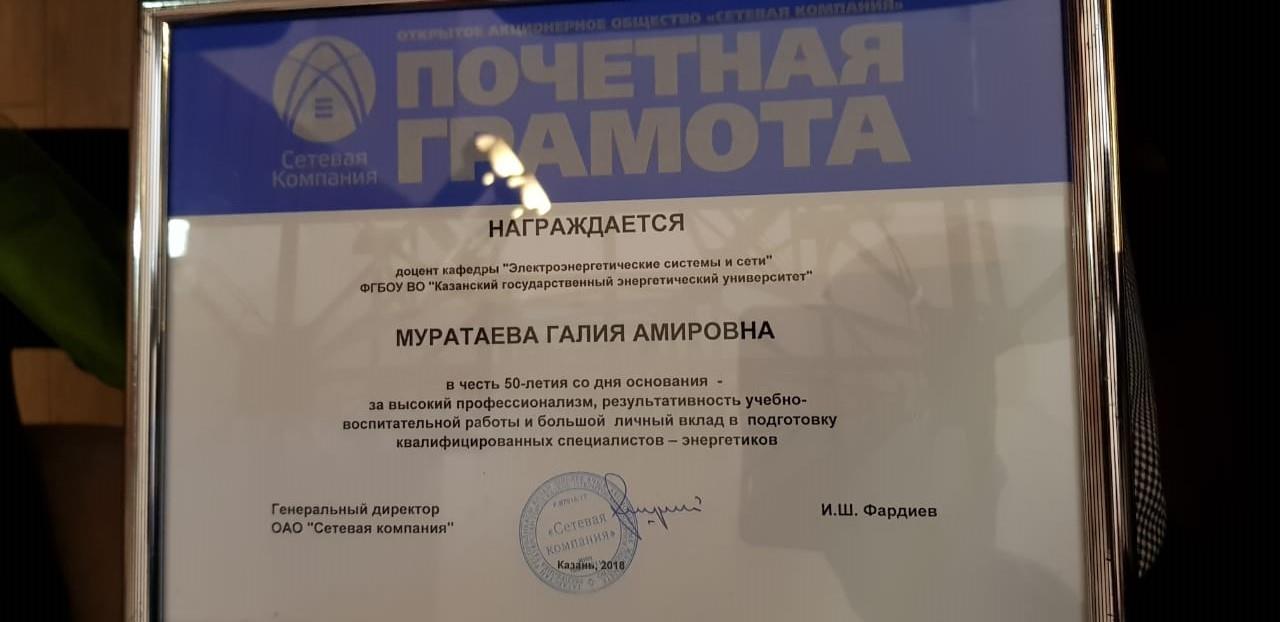 ОТКРЫТОЕ АКЦИОНЕРНОЕ ОБЩЕСТВО «СЕТЕВАЯ КОМПАНИЯ»
ПОЧЕТНАЯ
ГРАМОТА
Сетевая
Компания
НАГРАЖДАЕТСЯ
доцент кафедры "Электроэнергетические системы и сети"
ФГБОУ ВО "Казанский государственный энергетический университет"
МУРАТАЕВА ГАЛИЯ АМИРОВНА
в честь 50-летия со дня основания -
за высокий профессионализм, результативность учебно-
воспитательной работы и большой личный вклад в подготовку
квалифицированных специалистов – энергетиков
Генеральный директор
ОАО "Сетевая компания"
«Сетевая
компания»
Казань, 2018
И.Ш. Фардиев